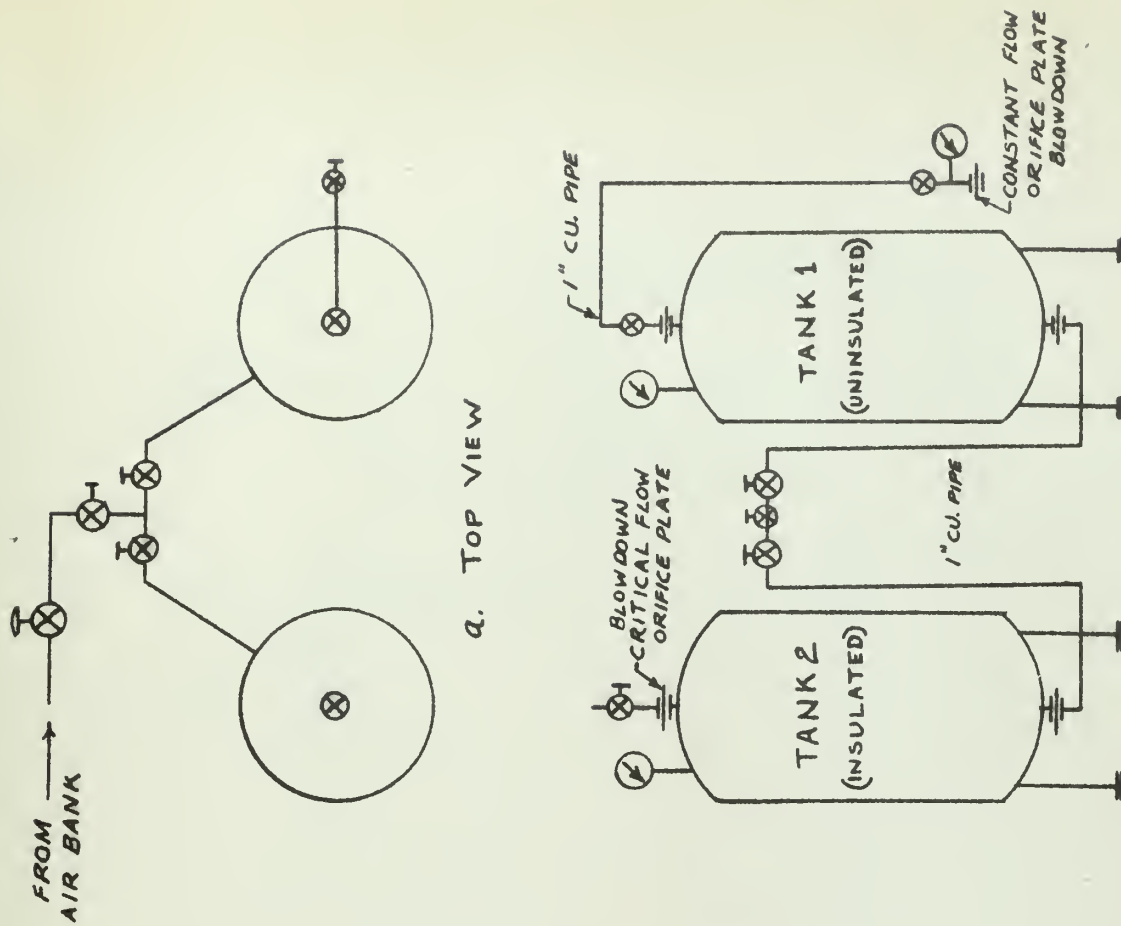 FROM
AIR BANK
a. TOP VIEW
1" CU. PIPE
CONSTANT FLOW
ORIFICE PLATE
BLOWDOWN
BLOWDOWN
CRITICAL FLOW
ORIFICE PLATE
TANK 1
(UNINSULATED)
1" CU. PIPE
TANK 2
(INSULATED)